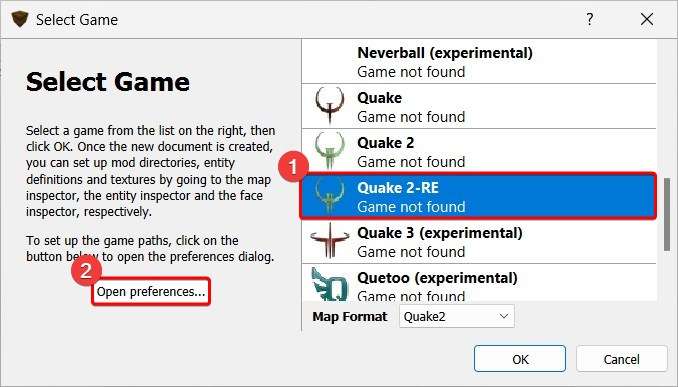 Select Game
?
Select Game
Select a game from the list on the right, then
click OK. Once the new document is created,
you can set up mod directories, entity
definitions and textures by going to the map
inspector, the entity inspector and the face
inspector, respectively.
To set up the game paths, click on the
button below to open the preferences dialog.
2
Open preferences...
Neverball (experimental)
Game not found
Quake
Game not found
Quake 2
Game not found
1
Quake 2-RE
Game not found
Quake 3 (experimental)
Game not found
Quetoo (experimental)
Game not found
Map Format
Quake2
OK
Cancel